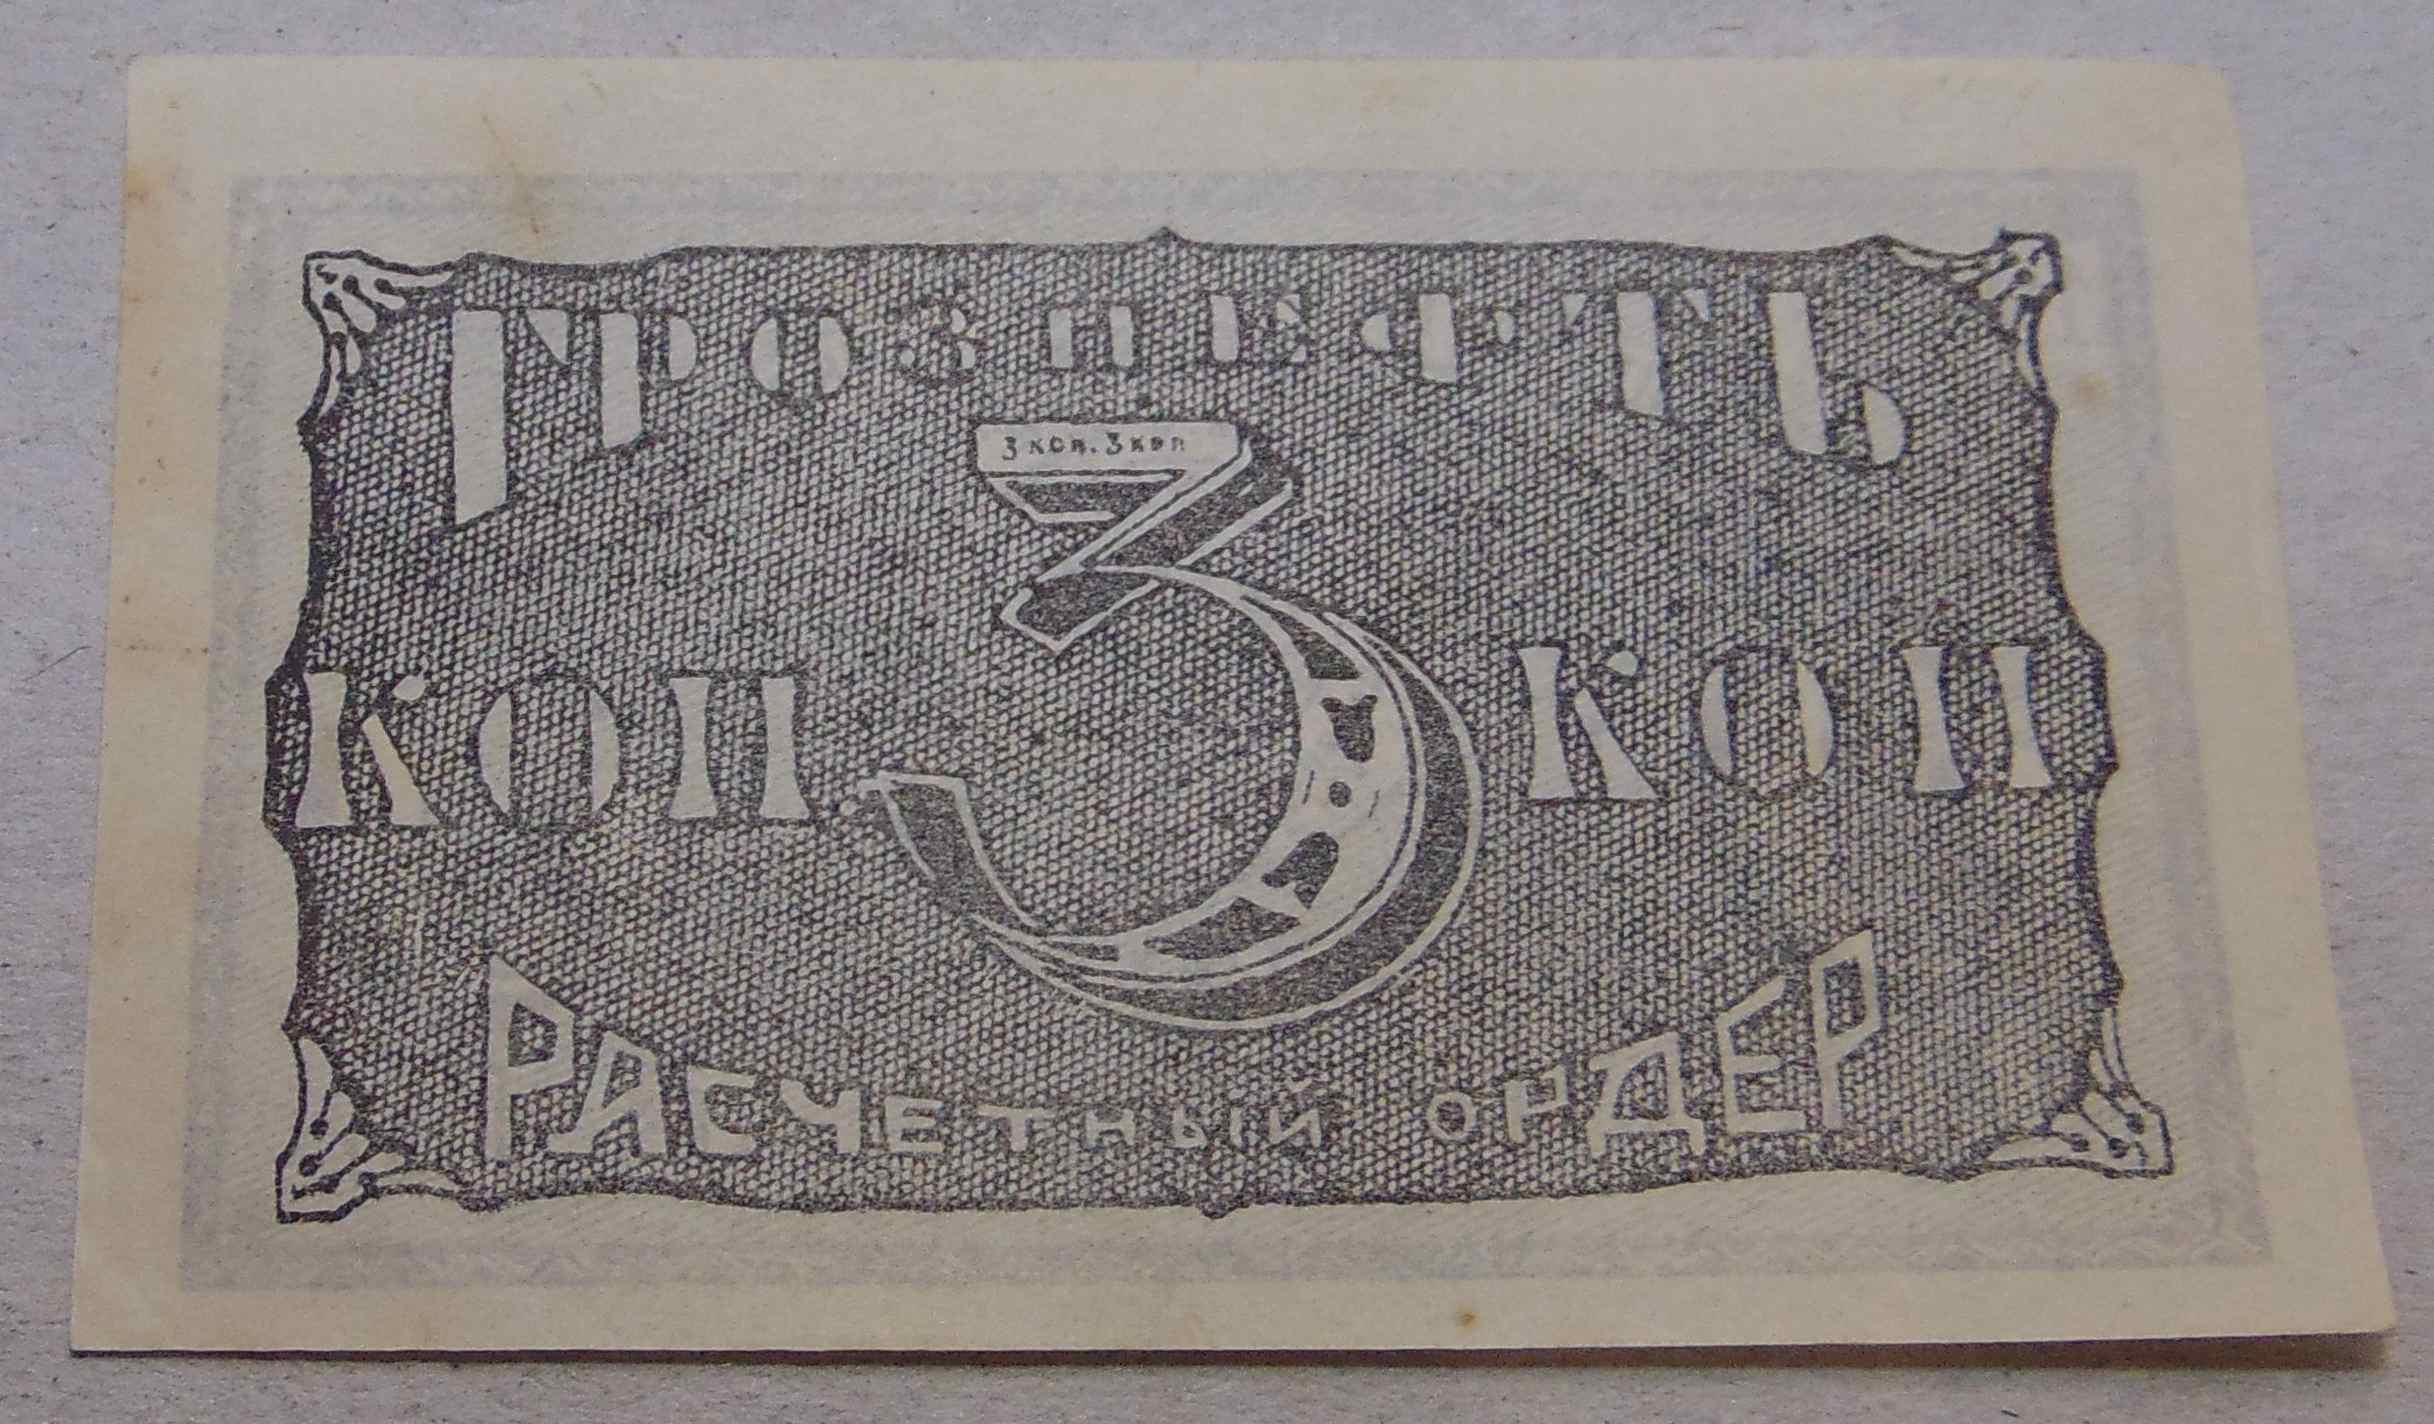 ГРОЗНЕФТЬ
3 коп. 3 коп
КОП. 3 КОП
РАСЧЕТНЫЙ ОРДЕР